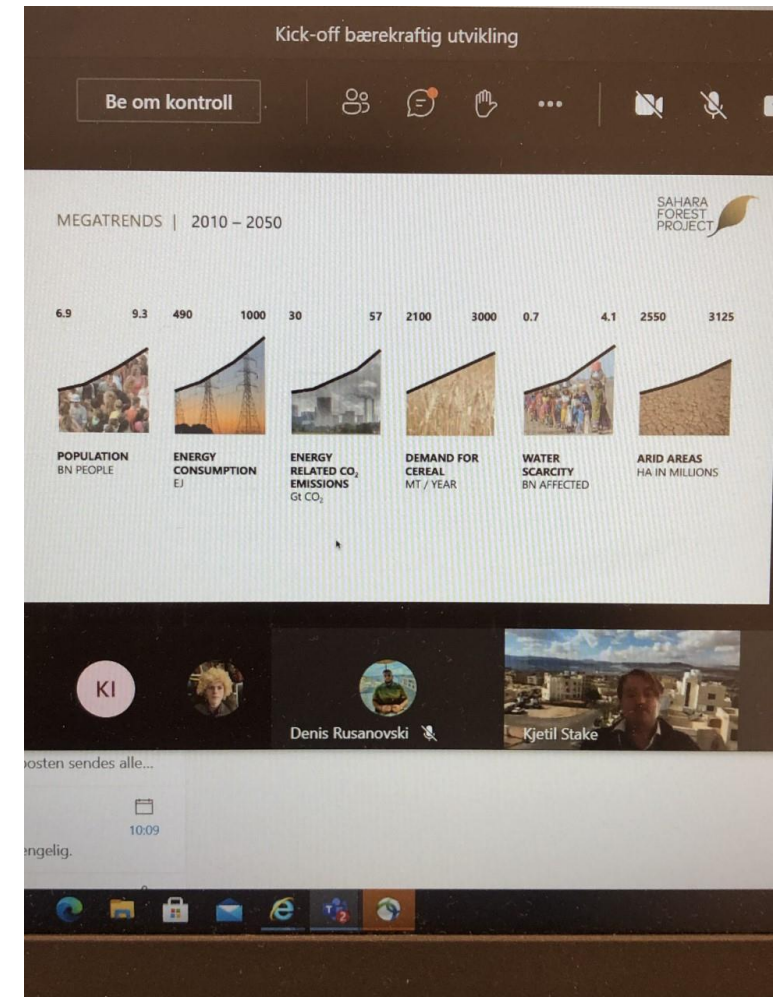 Kick-off bærekraftig utvikling
Be om kontroll
MEGATRENDS | 2010 – 2050
SAHARA
FOREST
PROJECT
6.9 9.3 490 1000 30 57 2100 3000 0.7 4.1 2550 3125
POPULATION
BN PEOPLE
ENERGY
CONSUMPTION
EJ
ENERGY
RELATED CO₂
EMISSIONS
Gt CO₂
DEMAND FOR
CEREAL
MT / YEAR
WATER
SCARCITY
BN AFFECTED
ARID AREAS
HA IN MILLIONS
KI
Denis Rusanovski
Kjetil Stake
posten sendes alle...
10:09
engelig.
T 2